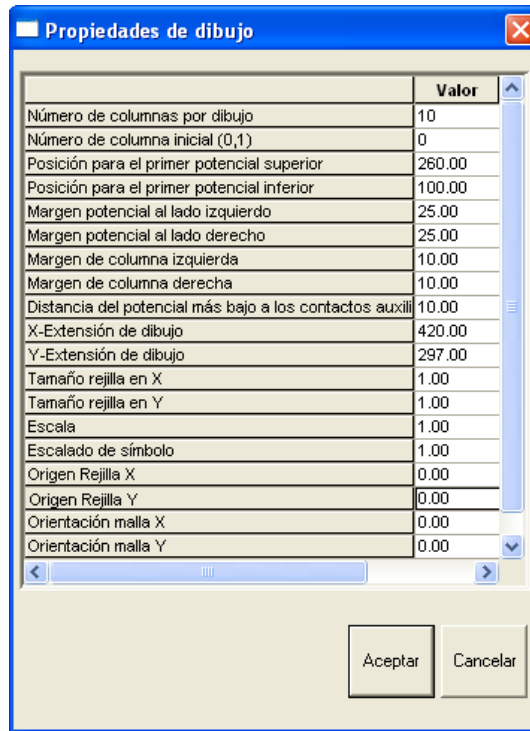 Propiedades de dibujo
Valor
Número de columnas por dibujo 10
Número de columna inicial (0,1) 0
Posición para el primer potencial superior 260.00
Posición para el primer potencial inferior 100.00
Margen potencial al lado izquierdo 25.00
Margen potencial al lado derecho 25.00
Margen de columna izquierda 10.00
Margen de columna derecha 10.00
Distancia del potencial más bajo a los contactos auxili 10.00
X-Extensión de dibujo 420.00
Y-Extensión de dibujo 297.00
Tamaño rejilla en X 1.00
Tamaño rejilla en Y 1.00
Escala 1.00
Escalado de símbolo 1.00
Origen Rejilla X 0.00
Origen Rejilla Y 0.00
Orientación malla X 0.00
Orientación malla Y 0.00
Aceptar Cancelar